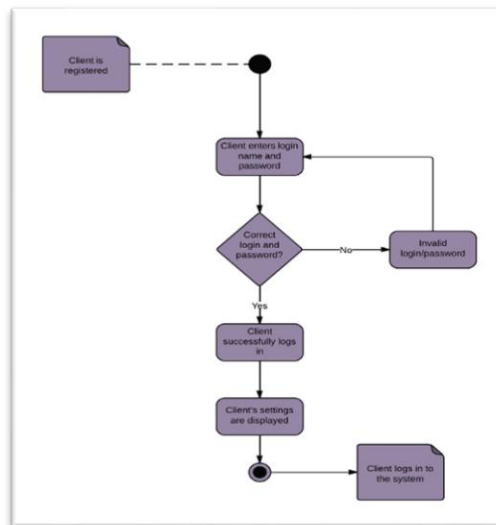 Client is
registered
Client enters login
name and
password
Correct
login and
password?
No
Invalid
login/password
Yes
Client
successfully logs
in
Client's settings
are displayed
Client logs in to
the system